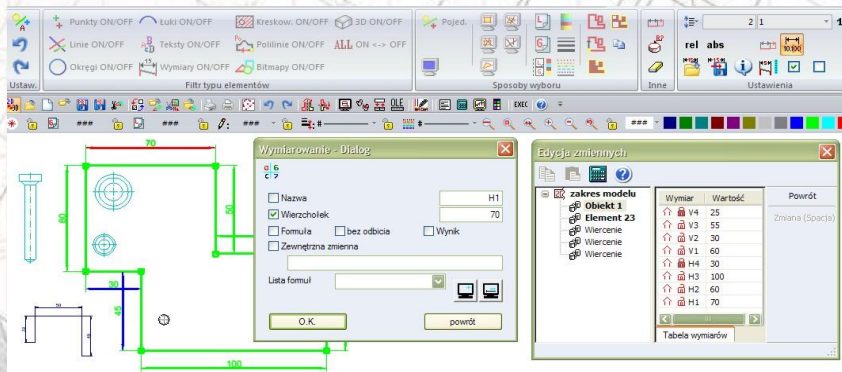 Punkty ON/OFF Łuki ON/OFF Kreskow. ON/OFF 3D ON/OFF Pojed.
Linie ON/OFF Teksty ON/OFF Polilinie ON/OFF ALL ON <-> OFF
Okręgi ON/OFF Wymiary ON/OFF Bitmapy ON/OFF
2 1
rel abs
Ustaw. Filtr typu elementów Sposoby wyboru Inne Ustawienia
OLE EXEC
### ### ###
Wymiarowanie - Dialog
Nazwa H1
Wierzchołek 70
Formuła bez odbicia Wynik
Zewnętrzna zmienna
Lista formuł
O.K. powrót
Edycja zmiennych
zakres modelu
Obiekt 1
Element 23
Wiercenie
Wiercenie
Wiercenie
Wymiar Wartość
V4 25
V3 55
V2 30
V1 60
H4 30
H3 100
H2 60
H1 70
Tabela wymiarów
Powrót
Zmiana (Spacja)
70
60
50
30
45
100